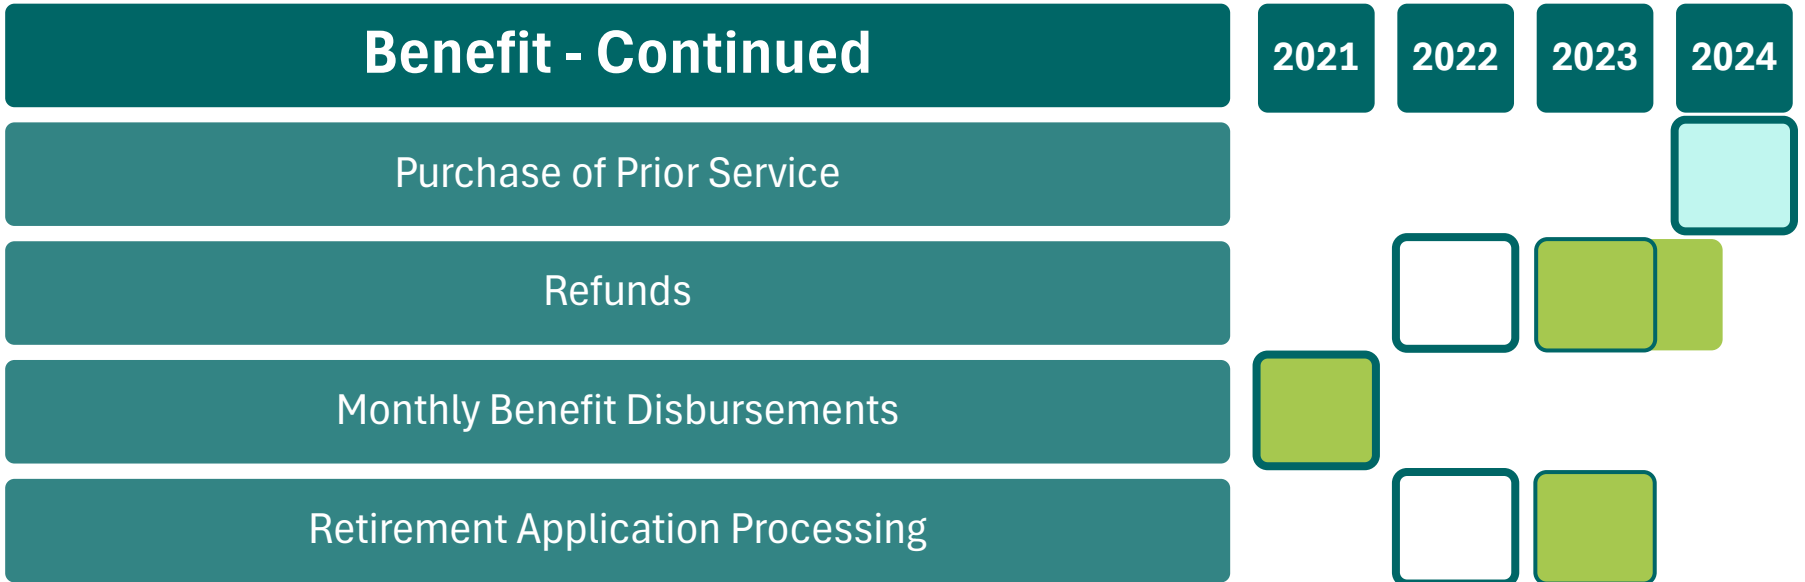 Benefit - Continued 2021 2022 2023 2024
Purchase of Prior Service
Refunds
Monthly Benefit Disbursements
Retirement Application Processing